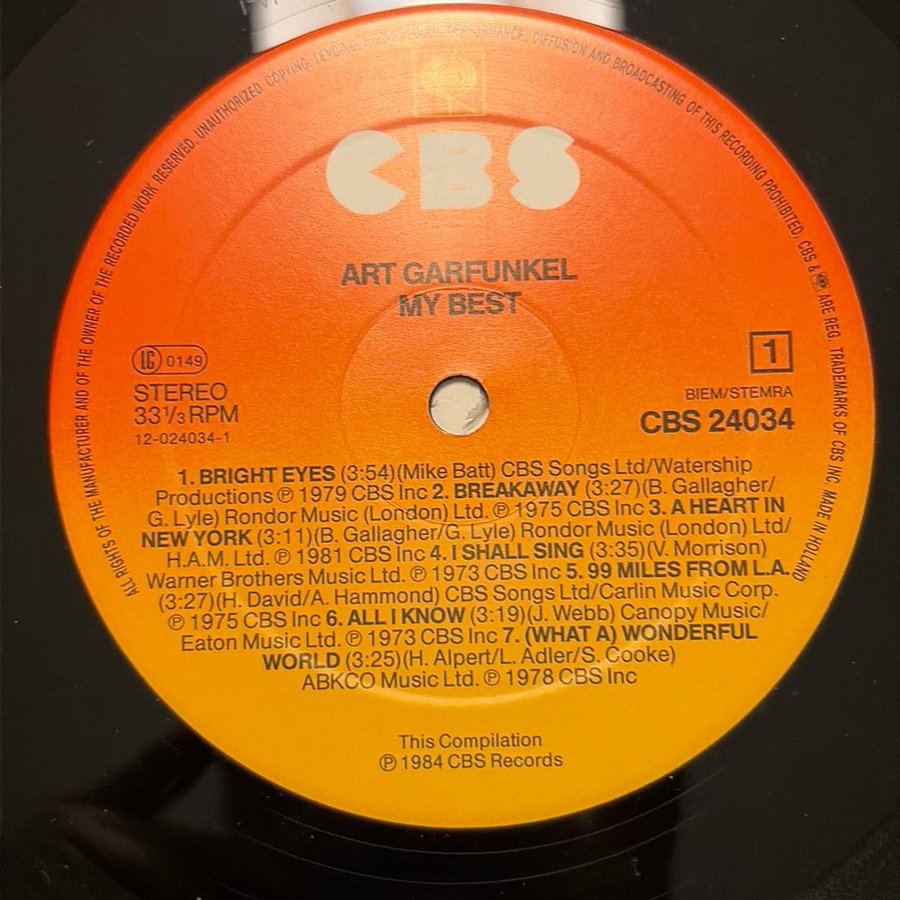 ALL RIGHTS OF THE MANUFACTURER AND OF THE OWNER OF THE RECORDED WORK RESERVED. UNAUTHORIZED COPYING, LENDING, PERFORMANCE, DIFFUSION AND BROADCASTING OF THIS RECORDING PROHIBITED. CBS & ARE REG. TRADEMARKS OF CBS INC. MADE IN HOLLAND
CBS
ART GARFUNKEL
MY BEST
LC 0149
STEREO
33⅓ RPM
12-024034-1
1
BIEM/STEMRA
CBS 24034
1. BRIGHT EYES (3:54)(Mike Batt) CBS Songs Ltd/Watership
Productions ℗ 1979 CBS Inc 2. BREAKAWAY (3:27)(B. Gallagher/
G. Lyle) Rondor Music (London) Ltd. ℗ 1975 CBS Inc 3. A HEART IN
NEW YORK (3:11)(B. Gallagher/G. Lyle) Rondor Music (London) Ltd/
H.A.M. Ltd. ℗ 1981 CBS Inc 4. I SHALL SING (3:35)(V. Morrison)
Warner Brothers Music Ltd. ℗ 1973 CBS Inc 5. 99 MILES FROM L.A.
(3:27)(H. David/A. Hammond) CBS Songs Ltd/Carlin Music Corp.
℗ 1975 CBS Inc 6. ALL I KNOW (3:19)(J. Webb) Canopy Music/
Eaton Music Ltd. ℗ 1973 CBS Inc 7. (WHAT A) WONDERFUL
WORLD (3:25)(H. Alpert/L. Adler/S. Cooke)
ABKCO Music Ltd. ℗ 1978 CBS Inc
This Compilation
℗ 1984 CBS Records